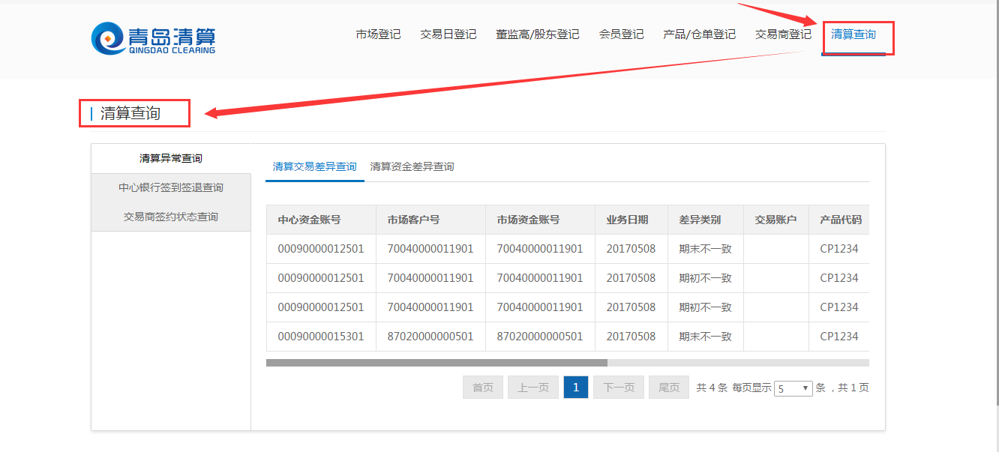 青岛清算
QINGDAO CLEARING
市场登记 交易日登记 董监高/股东登记 会员登记 产品/仓单登记 交易商登记 清算查询
清算查询
清算异常查询
中心银行签到签退查询
交易商签约状态查询
清算交易差异查询 清算资金差异查询
中心资金账号 市场客户号 市场资金账号 业务日期 差异类别 交易账户 产品代码
00090000012501 70040000011901 70040000011901 20170508 期末不一致 CP1234
00090000012501 70040000011901 70040000011901 20170508 期初不一致 CP1234
00090000012501 70040000011901 70040000011901 20170508 期初不一致 CP1234
00090000015301 87020000000501 87020000000501 20170508 期末不一致 CP1234
首页 上一页 1 下一页 尾页 共 4 条 每页显示 5 条 ，共 1 页